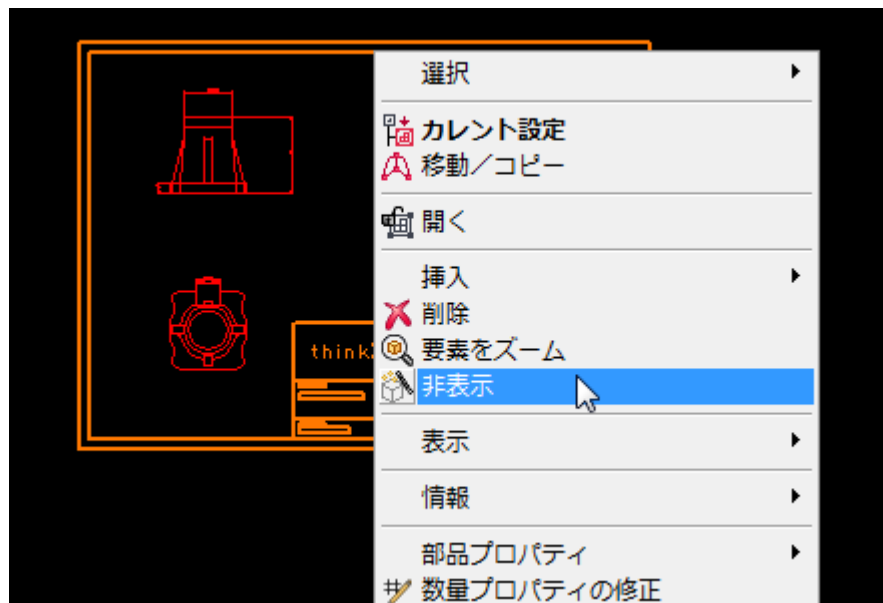 選択
カレント設定
移動／コピー
開く
挿入
削除
要素をズーム
think
非表示
表示
情報
部品プロパティ
数量プロパティの修正